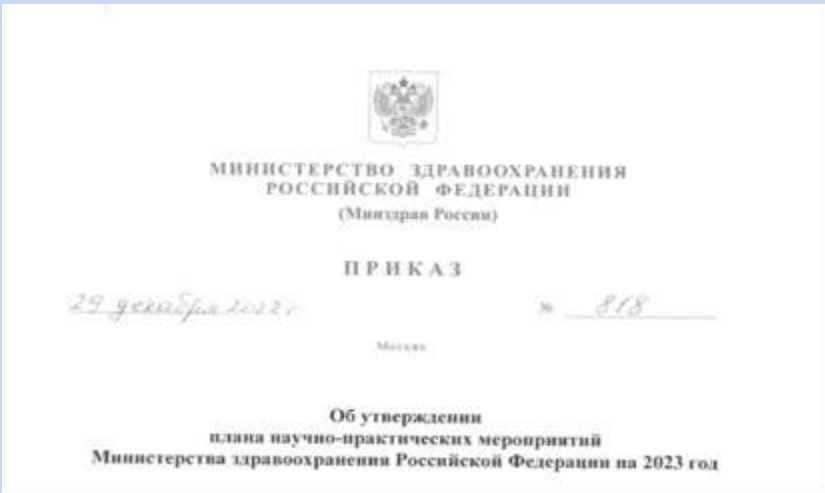 МИНИСТЕРСТВО ЗДРАВООХРАНЕНИЯ
РОССИЙСКОЙ ФЕДЕРАЦИИ
(Минздрав России)
ПРИКАЗ
29 декабря 2022 г. № 818
Москва
Об утверждении
плана научно-практических мероприятий
Министерства здравоохранения Российской Федерации на 2023 год